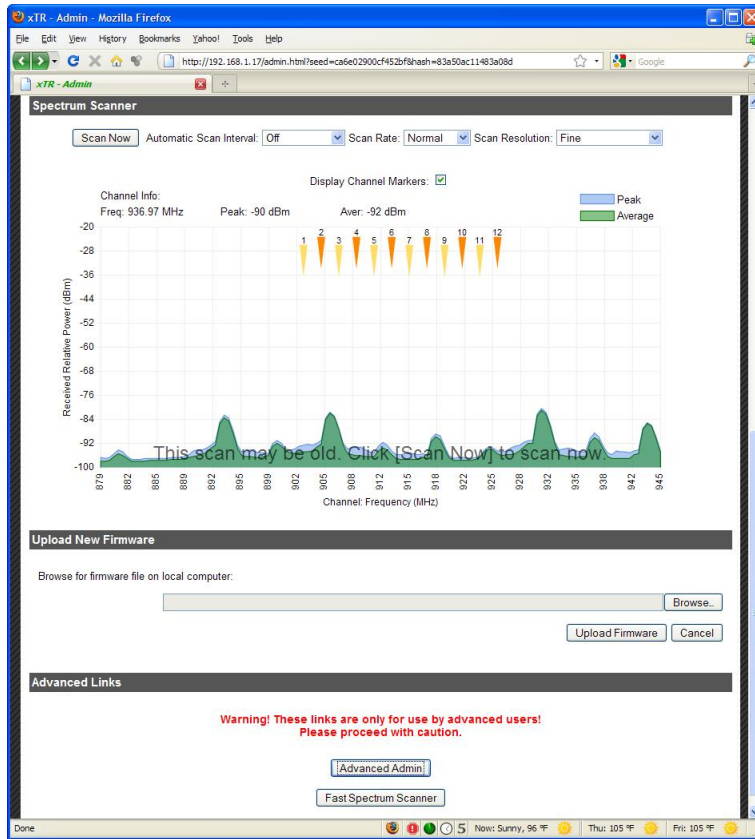 xTR - Admin - Mozilla Firefox
File Edit View History Bookmarks Yahoo! Tools Help
http://192.168.1.17/admin.html?seed=ca6e02900cf452bf&hash=83a50ac11483a08d
Google
xTR - Admin
Spectrum Scanner
Scan Now Automatic Scan Interval: Off Scan Rate: Normal Scan Resolution: Fine
Display Channel Markers:
Channel Info:
Freq: 936.97 MHz Peak: -90 dBm Aver: -92 dBm
Peak
Average
1 2 3 4 5 6 7 8 9 10 11 12
Received Relative Power (dBm)
-20
-28
-36
-44
-52
-60
-68
-76
-84
-92
-100
This scan may be old. Click [Scan Now] to scan now.
879 882 885 889 892 895 899 902 905 908 912 915 918 922 925 928 932 935 938 942 945
Channel: Frequency (MHz)
Upload New Firmware
Browse for firmware file on local computer:
Browse..
Upload Firmware Cancel
Advanced Links
Warning! These links are only for use by advanced users!
Please proceed with caution.
Advanced Admin
Fast Spectrum Scanner
Done 5 Now: Sunny, 96 °F Thu: 105 °F Fri: 105 °F